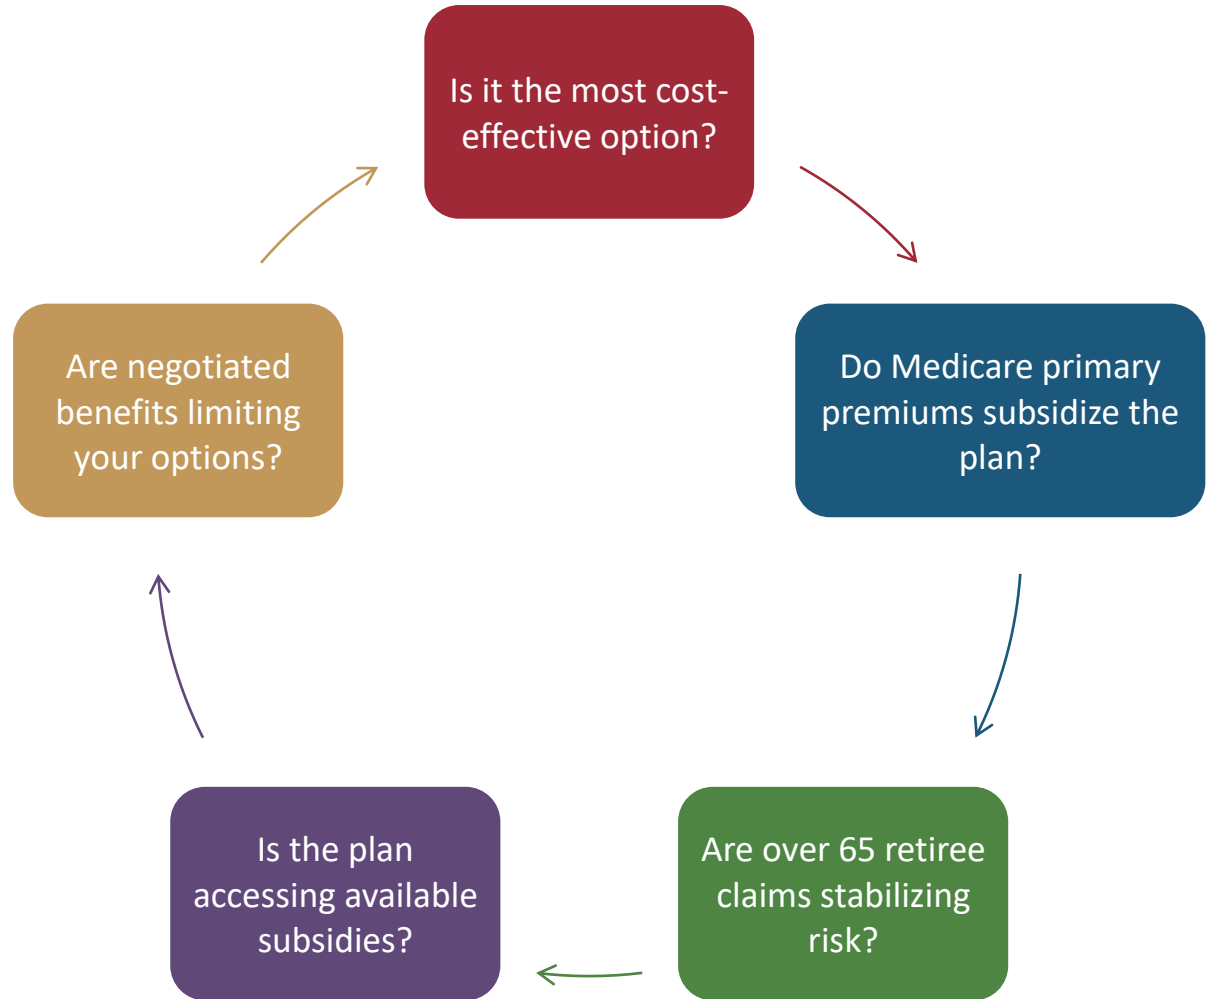 Is it the most cost-
effective option?
Do Medicare primary
premiums subsidize the
plan?
Are over 65 retiree
claims stabilizing
risk?
Is the plan
accessing available
subsidies?
Are negotiated
benefits limiting
your options?